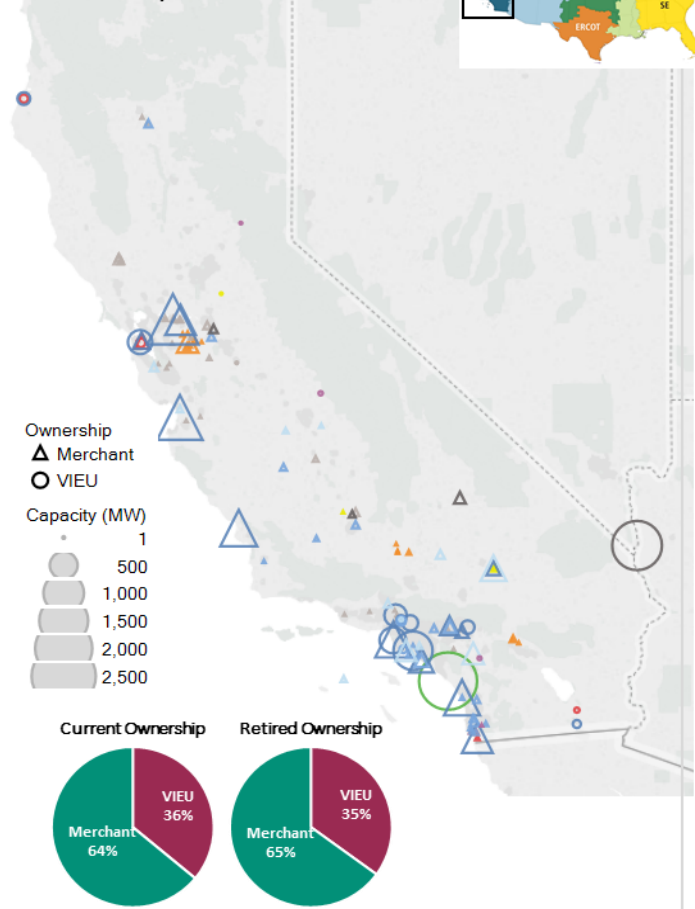 SE
ERCOT
Ownership
Merchant
VIEU
Capacity (MW)
1
500
1,000
1,500
2,000
2,500
Current Ownership
Retired Ownership
VIEU
36%
Merchant
64%
VIEU
35%
Merchant
65%